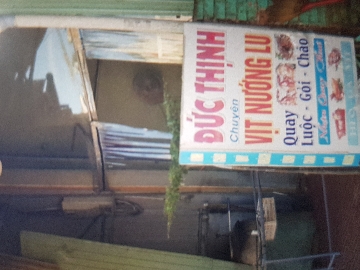 ĐỨC THỊNH
Chuyên
VỊT NƯỚNG LU
Quay
Luộc - Gỏi - Cháo